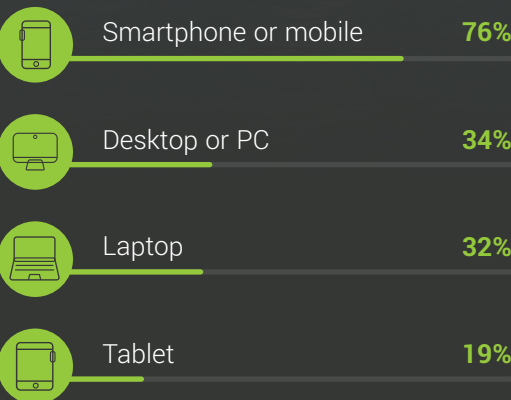 Smartphone or mobile 76%
Desktop or PC 34%
Laptop 32%
Tablet 19%